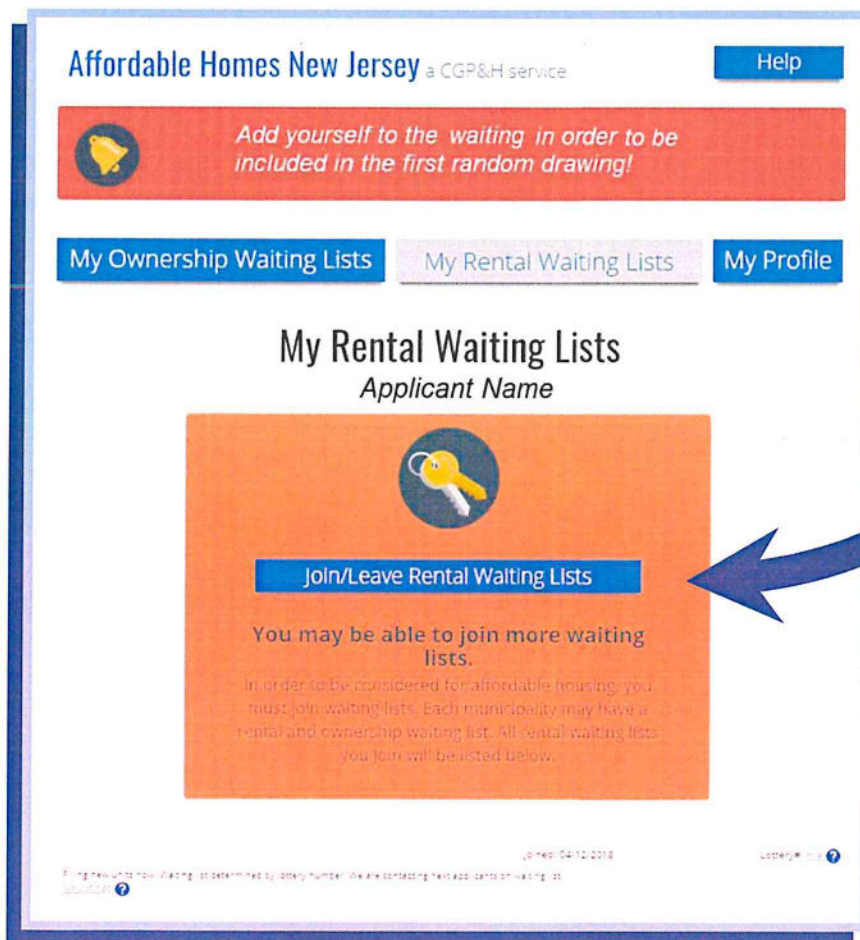 Affordable Homes New Jersey a CGP&H service
Help
Add yourself to the waiting in order to be
included in the first random drawing!
My Ownership Waiting Lists
My Rental Waiting Lists
My Profile
My Rental Waiting Lists
Applicant Name
Join/Leave Rental Waiting Lists
You may be able to join more waiting
lists.
In order to be considered for affordable housing, you
must join waiting lists. Each municipality may have a
rental and ownership waiting list. All rental waiting lists
you join will be listed below.
Joined: 04/12/2018
Lottery#
?
Filling new units now. Waiting list determined by lottery number. We are contacting next applicants on waiting list.
?